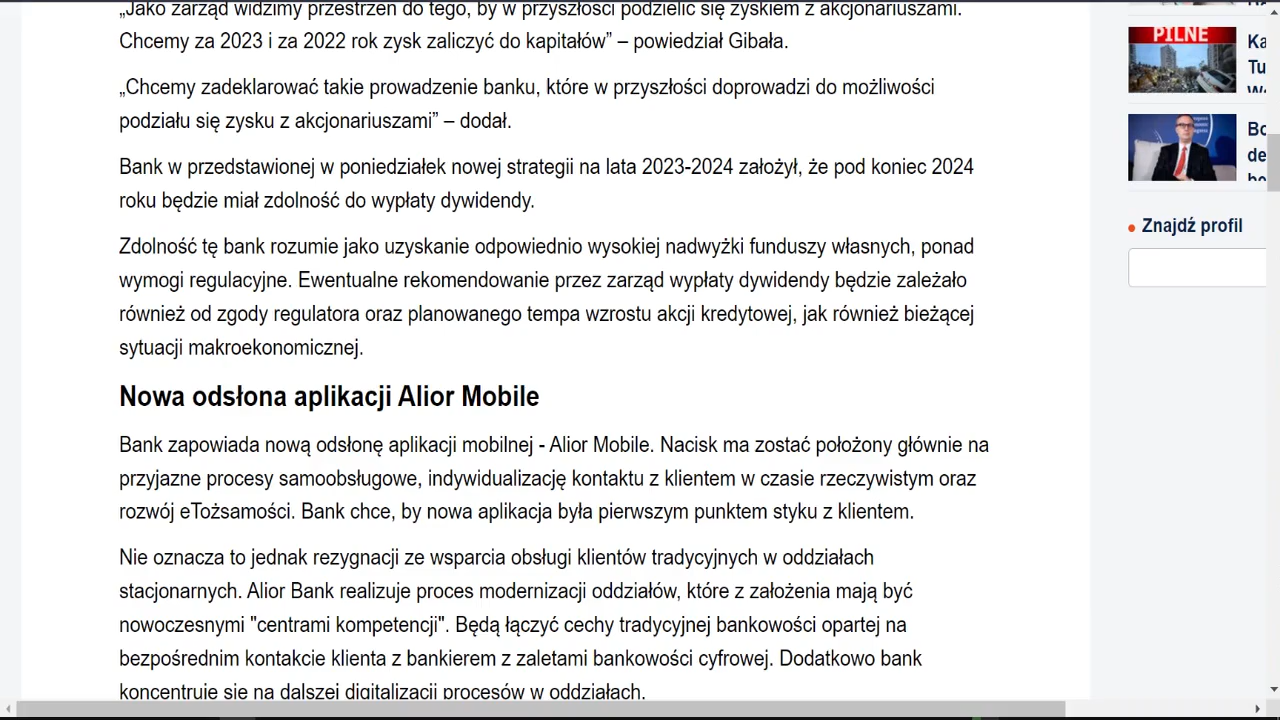 „Jako zarząd widzimy przestrzeń do tego, by w przyszłości podzielić się zyskiem z akcjonariuszami.
Chcemy za 2023 i za 2022 rok zysk zaliczyć do kapitałów” – powiedział Gibała.
„Chcemy zadeklarować takie prowadzenie banku, które w przyszłości doprowadzi do możliwości
podziału się zysku z akcjonariuszami” – dodał.
Bank w przedstawionej w poniedziałek nowej strategii na lata 2023-2024 założył, że pod koniec 2024
roku będzie miał zdolność do wypłaty dywidendy.
Zdolność tę bank rozumie jako uzyskanie odpowiednio wysokiej nadwyżki funduszy własnych, ponad
wymogi regulacyjne. Ewentualne rekomendowanie przez zarząd wypłaty dywidendy będzie zależało
również od zgody regulatora oraz planowanego tempa wzrostu akcji kredytowej, jak również bieżącej
sytuacji makroekonomicznej.
Nowa odsłona aplikacji Alior Mobile
Bank zapowiada nową odsłonę aplikacji mobilnej - Alior Mobile. Nacisk ma zostać położony głównie na
przyjazne procesy samoobsługowe, indywidualizację kontaktu z klientem w czasie rzeczywistym oraz
rozwój eTożsamości. Bank chce, by nowa aplikacja była pierwszym punktem styku z klientem.
Nie oznacza to jednak rezygnacji ze wsparcia obsługi klientów tradycyjnych w oddziałach
stacjonarnych. Alior Bank realizuje proces modernizacji oddziałów, które z założenia mają być
nowoczesnymi "centrami kompetencji". Będą łączyć cechy tradycyjnej bankowości opartej na
bezpośrednim kontakcie klienta z bankierem z zaletami bankowości cyfrowej. Dodatkowo bank
koncentruje się na dalszej digitalizacji procesów w oddziałach.
PILNE
Ka
Tu
Bo
de
Znajdź profil